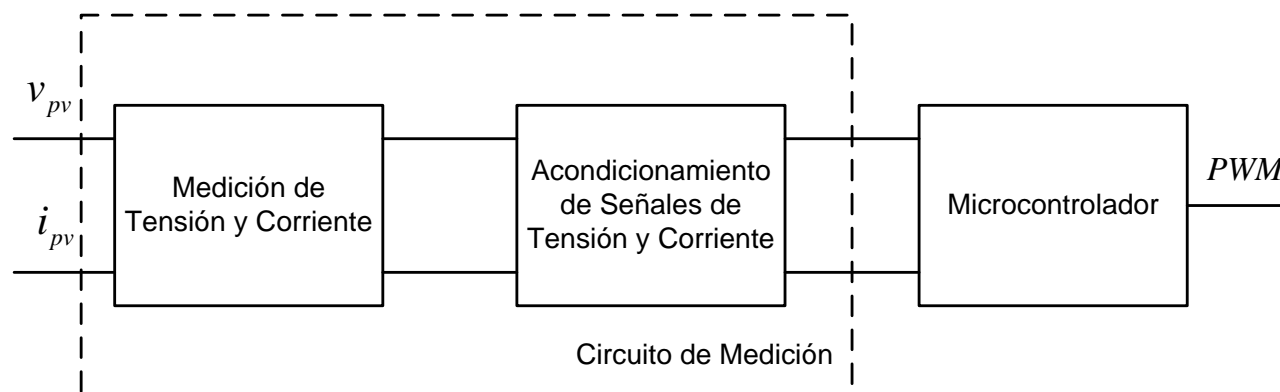 v_pv
i_pv
Medición de
Tensión y Corriente
Acondicionamiento
de Señales de
Tensión y Corriente
Microcontrolador
PWM
Circuito de Medición